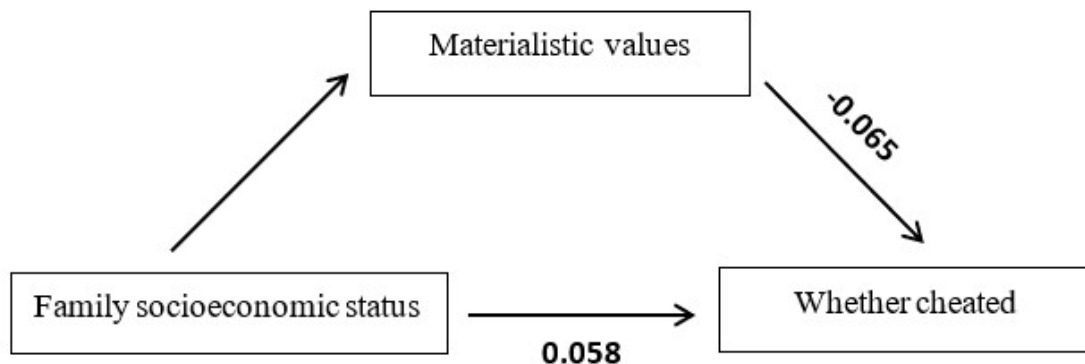 Materialistic values
-0.065
Family socioeconomic status
Whether cheated
0.058